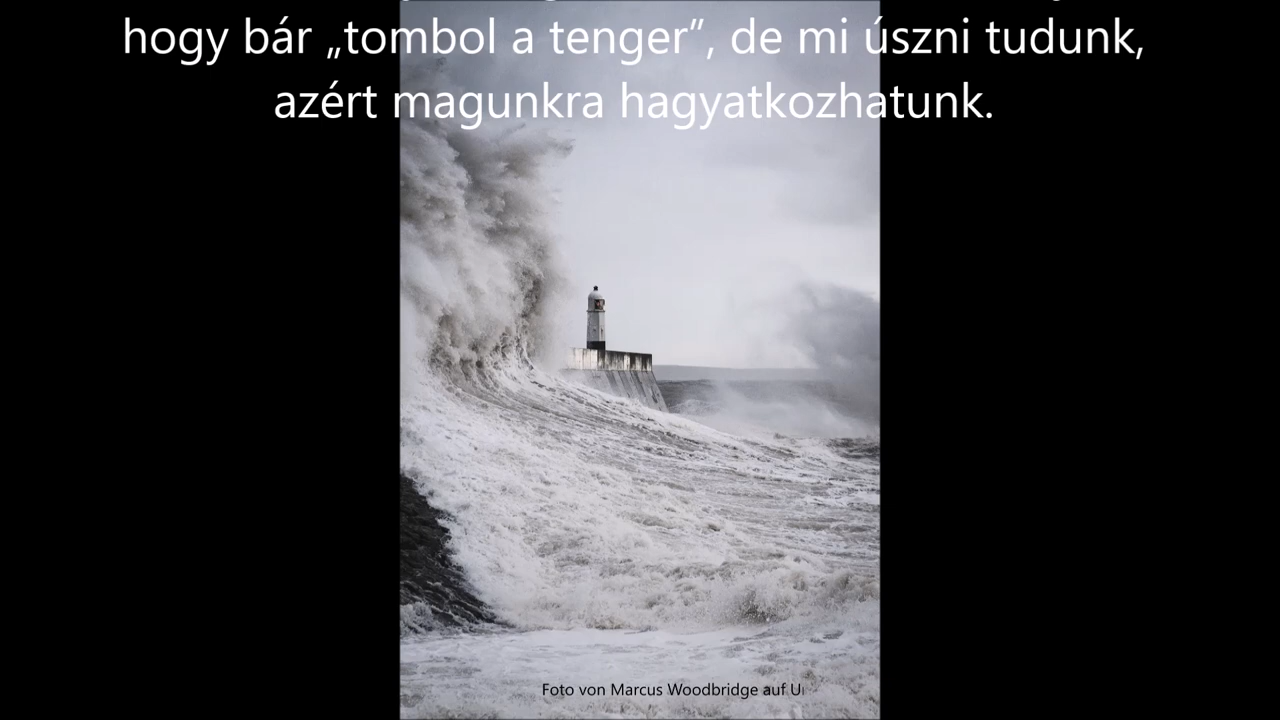 hogy bár „tombol a tenger”, de mi úszni tudunk,
azért magunkra hagyatkozhatunk.
Foto von Marcus Woodbridge auf U